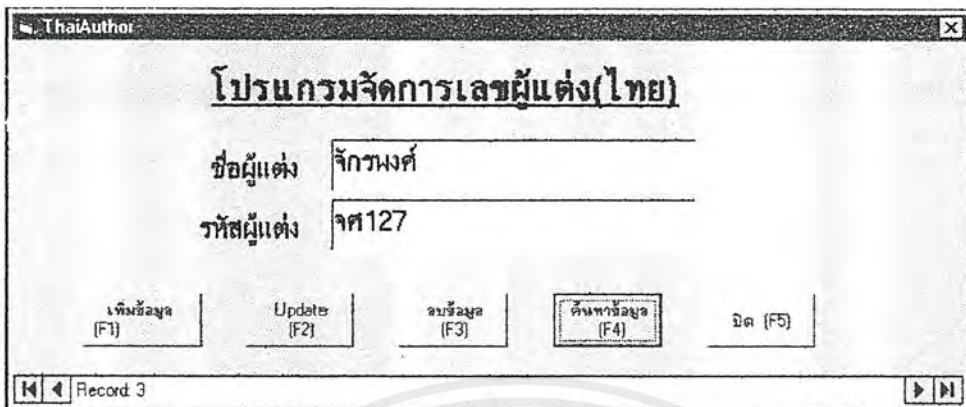 ThaiAuthor
โปรแกรมจัดการเลขผู้แต่ง(ไทย)
ชื่อผู้แต่ง จักรพงศ์
รหัสผู้แต่ง จศ127
เพิ่มข้อมูล Update ลบข้อมูล ค้นหาข้อมูล ปิด (F5)
(F1) (F2) (F3) (F4)
Record: 3